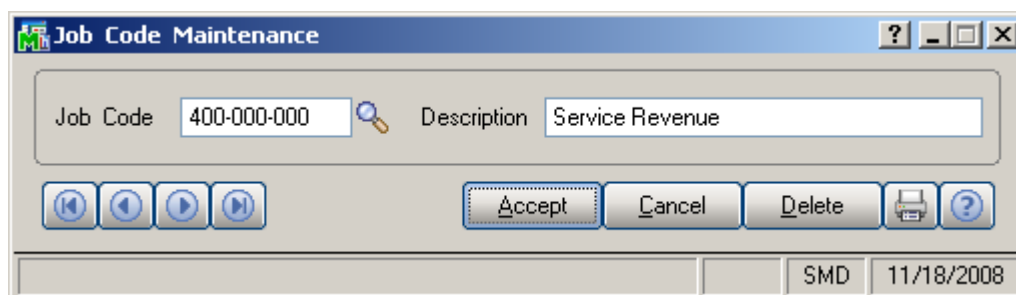 Job Code Maintenance
Job Code 400-000-000 Description Service Revenue
Accept Cancel Delete
SMD 11/18/2008